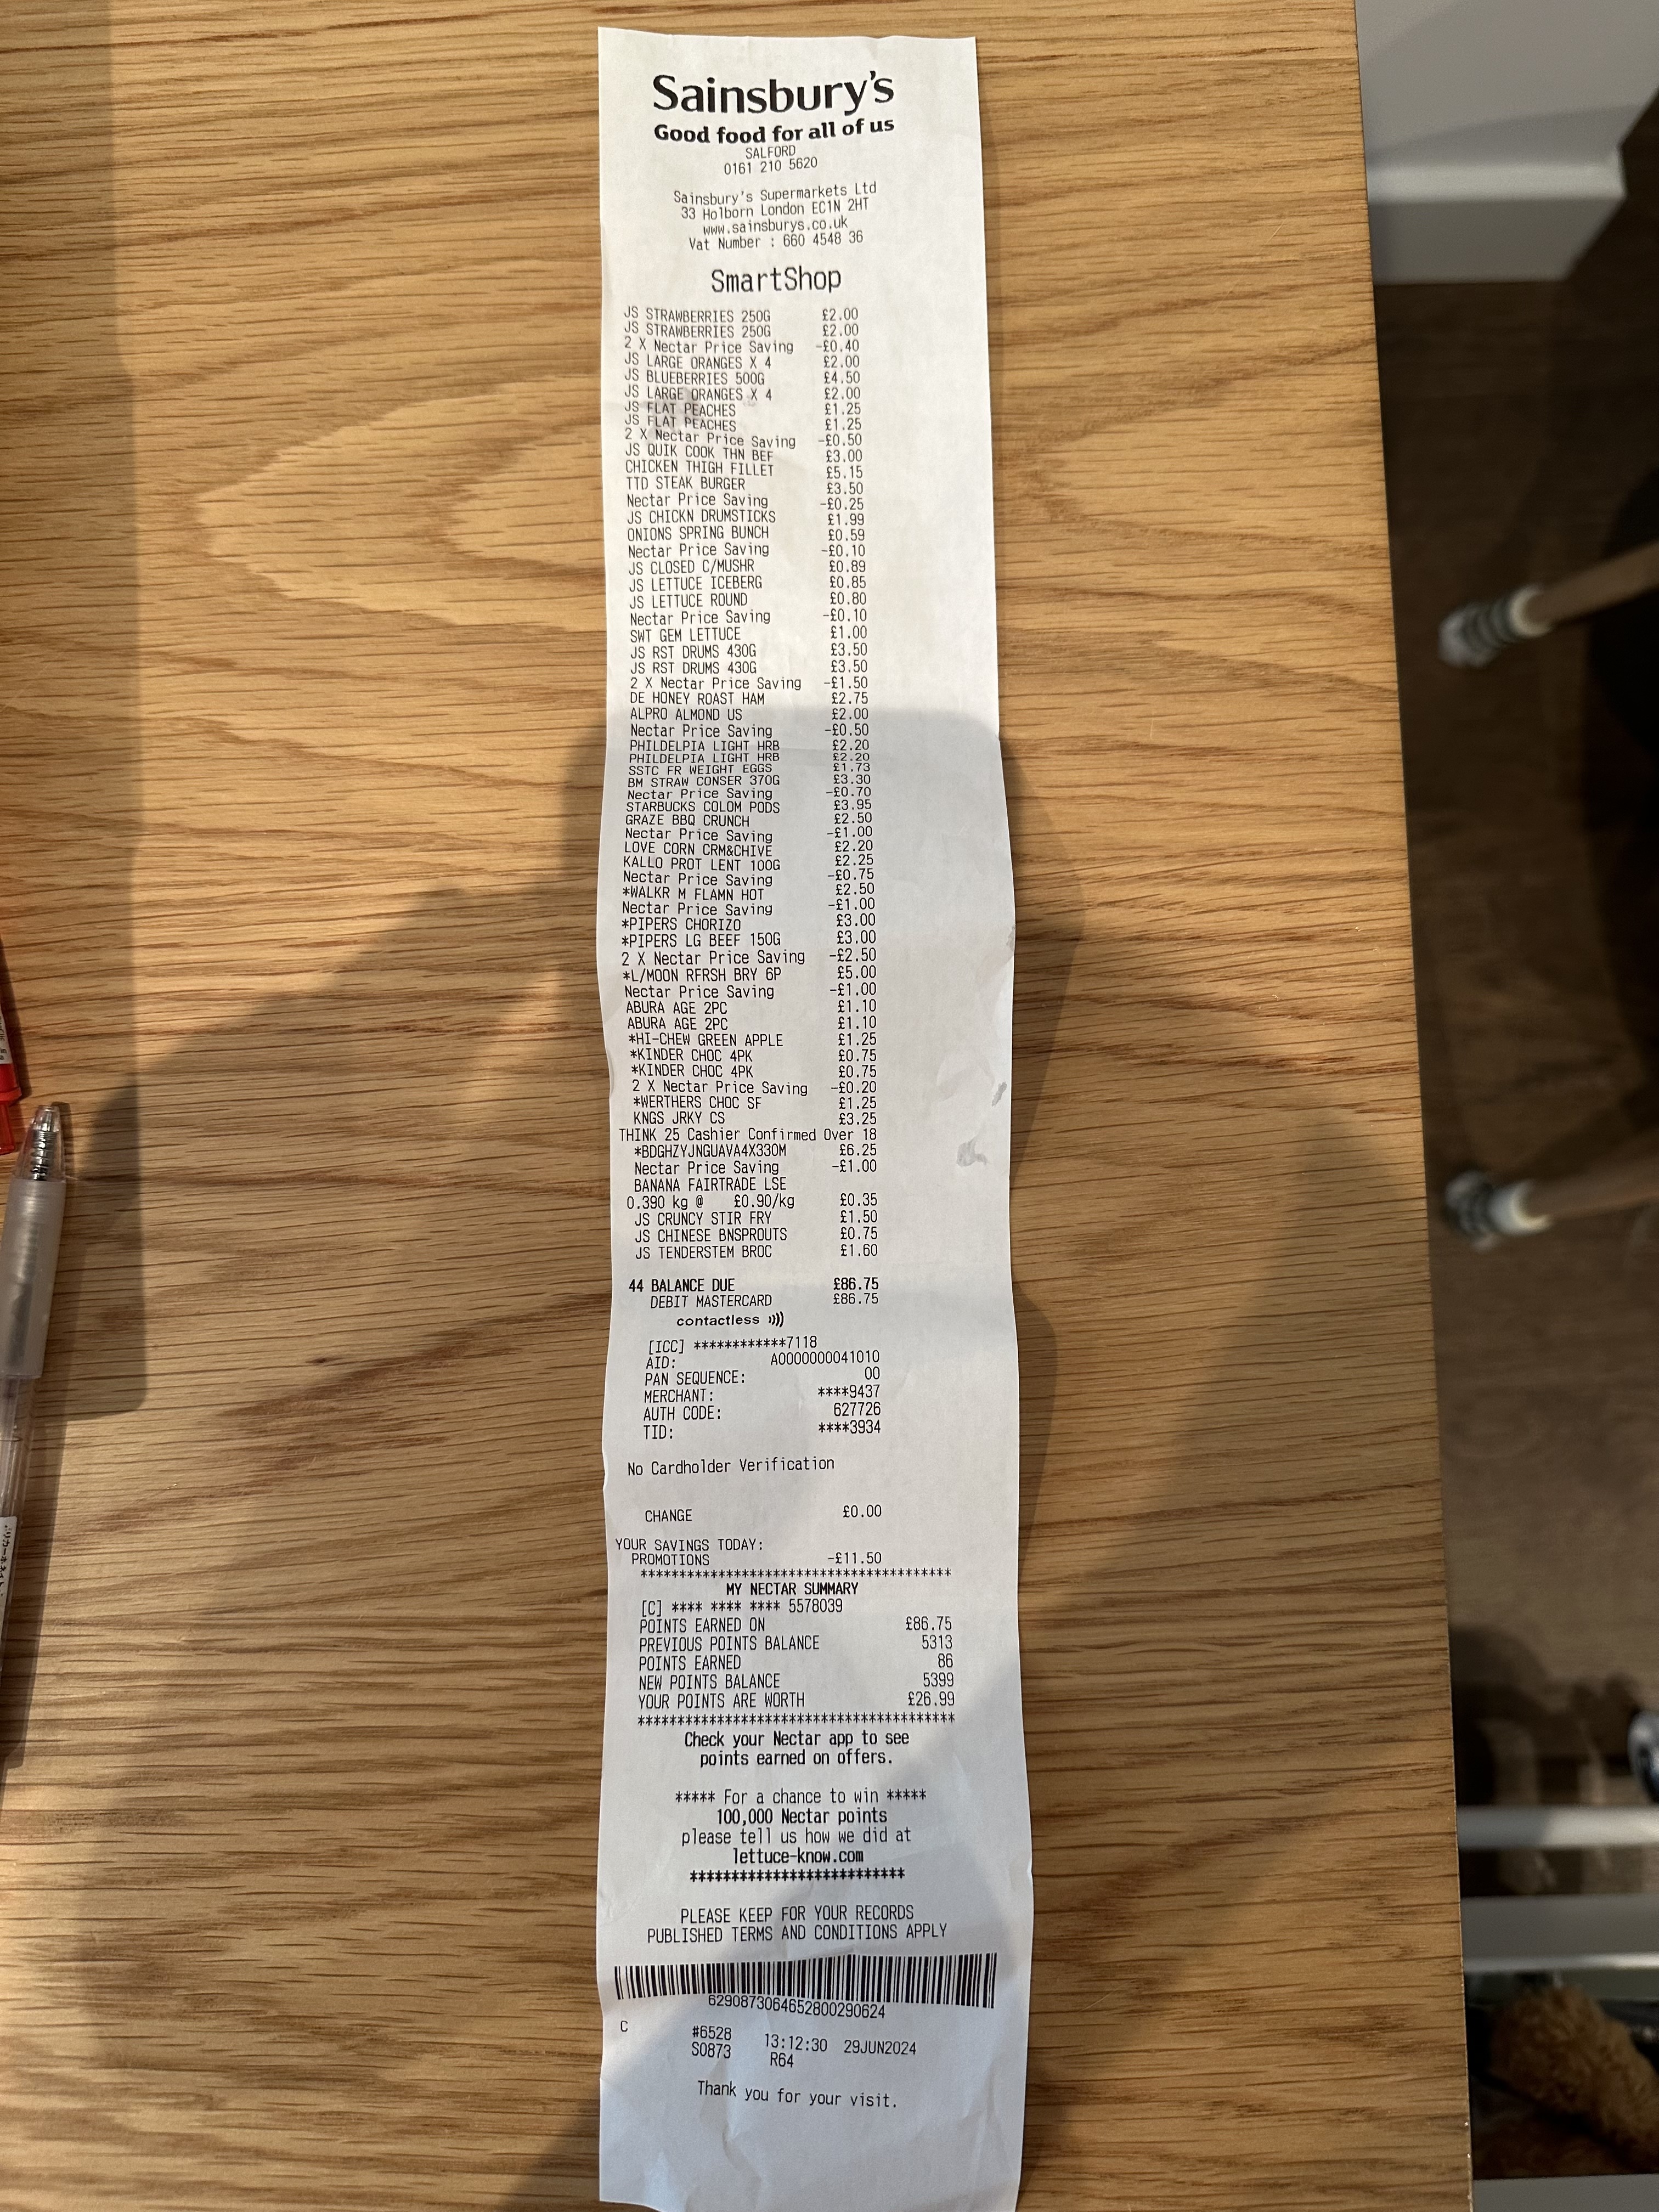 Sainsbury's
Good food for all of us
SALFORD
0161 210 5620
Sainsbury's Supermarkets Ltd
33 Holborn London EC1N 2HT
www.sainsburys.co.uk
Vat Number : 660 4548 36
SmartShop
JS STRAWBERRIES 250G £2.00
JS STRAWBERRIES 250G £2.00
2 X Nectar Price Saving -£0.40
JS LARGE ORANGES X 4 £2.00
JS BLUEBERRIES 500G £4.50
JS LARGE ORANGES X 4 £2.00
JS FLAT PEACHES £1.25
JS FLAT PEACHES £1.25
2 X Nectar Price Saving -£0.50
JS QUIK COOK THN BEF £3.00
CHICKEN THIGH FILLET £5.15
TTD STEAK BURGER £3.50
Nectar Price Saving -£0.25
JS CHICKN DRUMSTICKS £1.99
ONIONS SPRING BUNCH £0.59
Nectar Price Saving -£0.10
JS CLOSED C/MUSHR £0.89
JS LETTUCE ICEBERG £0.85
JS LETTUCE ROUND £0.80
Nectar Price Saving -£0.10
SWT GEM LETTUCE £1.00
JS RST DRUMS 430G £3.50
JS RST DRUMS 430G £3.50
2 X Nectar Price Saving -£1.50
DE HONEY ROAST HAM £2.75
ALPRO ALMOND US £2.00
Nectar Price Saving -£0.50
PHILDELPIA LIGHT HRB £2.20
PHILDELPIA LIGHT HRB £2.20
SSTC FR WEIGHT EGGS £1.73
BM STRAW CONSER 370G £3.30
Nectar Price Saving -£0.70
STARBUCKS COLOM PODS £3.95
GRAZE BBQ CRUNCH £2.50
Nectar Price Saving -£1.00
LOVE CORN CRM&CHIVE £2.20
KALLO PROT LENT 100G £2.25
Nectar Price Saving -£0.75
*WALKR M FLAMN HOT £2.50
Nectar Price Saving -£1.00
*PIPERS CHORIZO £3.00
*PIPERS LG BEEF 150G £3.00
2 X Nectar Price Saving -£2.50
*L/MOON RFRSH BRY 6P £5.00
Nectar Price Saving -£1.00
ABURA AGE 2PC £1.10
ABURA AGE 2PC £1.10
*HI-CHEW GREEN APPLE £1.25
*KINDER CHOC 4PK £0.75
*KINDER CHOC 4PK £0.75
2 X Nectar Price Saving -£0.20
*WERTHERS CHOC SF £1.25
KNGS JRKY CS £3.25
THINK 25 Cashier Confirmed Over 18
*BDGHZYJNGUAVA4X330M £6.25
Nectar Price Saving -£1.00
BANANA FAIRTRADE LSE
0.390 kg @ £0.90/kg £0.35
JS CRUNCY STIR FRY £1.50
JS CHINESE BNSPROUTS £0.75
JS TENDERSTEM BROC £1.60
44 BALANCE DUE £86.75
DEBIT MASTERCARD £86.75
contactless
[ICC] ************7118
AID: A0000000041010
PAN SEQUENCE: 00
MERCHANT: ****9437
AUTH CODE: 627726
TID: ****3934
No Cardholder Verification
CHANGE £0.00
YOUR SAVINGS TODAY:
PROMOTIONS -£11.50
****************************************
MY NECTAR SUMMARY
[C] **** **** **** 5578039
POINTS EARNED ON £86.75
PREVIOUS POINTS BALANCE 5313
POINTS EARNED 86
NEW POINTS BALANCE 5399
YOUR POINTS ARE WORTH £26.99
****************************************
Check your Nectar app to see
points earned on offers.
***** For a chance to win *****
100,000 Nectar points
please tell us how we did at
lettuce-know.com
**************************
PLEASE KEEP FOR YOUR RECORDS
PUBLISHED TERMS AND CONDITIONS APPLY
6290873064652800290624
C #6528 13:12:30 29JUN2024
S0873 R64
Thank you for your visit.